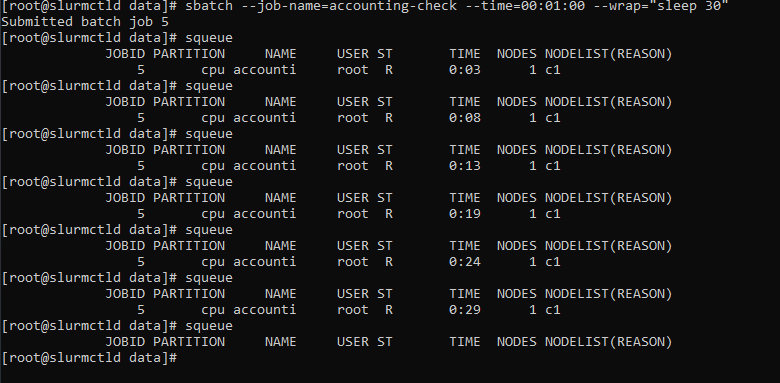 [root@slurmctld data]# sbatch --job-name=accounting-check --time=00:01:00 --wrap="sleep 30"
Submitted batch job 5
[root@slurmctld data]# squeue
             JOBID PARTITION     NAME     USER ST       TIME  NODES NODELIST(REASON)
                 5       cpu accounti     root  R       0:03      1 c1
[root@slurmctld data]# squeue
             JOBID PARTITION     NAME     USER ST       TIME  NODES NODELIST(REASON)
                 5       cpu accounti     root  R       0:08      1 c1
[root@slurmctld data]# squeue
             JOBID PARTITION     NAME     USER ST       TIME  NODES NODELIST(REASON)
                 5       cpu accounti     root  R       0:13      1 c1
[root@slurmctld data]# squeue
             JOBID PARTITION     NAME     USER ST       TIME  NODES NODELIST(REASON)
                 5       cpu accounti     root  R       0:19      1 c1
[root@slurmctld data]# squeue
             JOBID PARTITION     NAME     USER ST       TIME  NODES NODELIST(REASON)
                 5       cpu accounti     root  R       0:24      1 c1
[root@slurmctld data]# squeue
             JOBID PARTITION     NAME     USER ST       TIME  NODES NODELIST(REASON)
                 5       cpu accounti     root  R       0:29      1 c1
[root@slurmctld data]# squeue
             JOBID PARTITION     NAME     USER ST       TIME  NODES NODELIST(REASON)
[root@slurmctld data]#